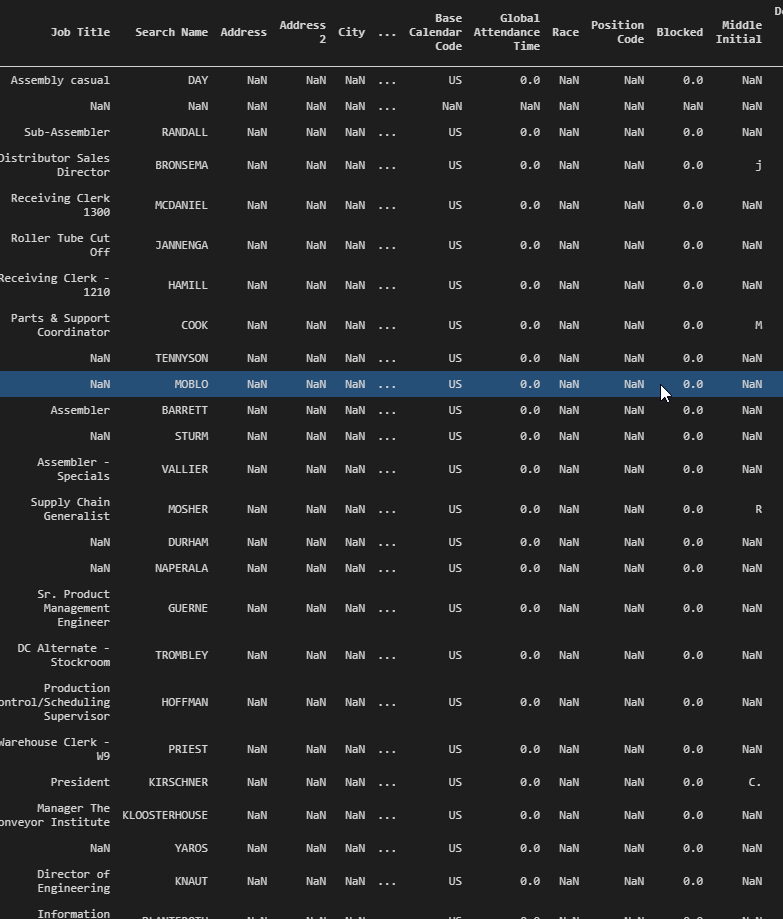 Job Title Search Name Address Address 2 City ... Base Calendar Code Global Attendance Time Race Position Code Blocked Middle Initial
Assembly casual DAY NaN NaN NaN ... US 0.0 NaN NaN 0.0 NaN
NaN NaN NaN NaN NaN ... NaN NaN NaN NaN NaN NaN
Sub-Assembler RANDALL NaN NaN NaN ... US 0.0 NaN NaN 0.0 NaN
Distributor Sales Director BRONSEMA NaN NaN NaN ... US 0.0 NaN NaN 0.0 j
Receiving Clerk 1300 MCDANIEL NaN NaN NaN ... US 0.0 NaN NaN 0.0 NaN
Roller Tube Cut Off JANNENGA NaN NaN NaN ... US 0.0 NaN NaN 0.0 NaN
Receiving Clerk - 1210 HAMILL NaN NaN NaN ... US 0.0 NaN NaN 0.0 NaN
Parts & Support Coordinator COOK NaN NaN NaN ... US 0.0 NaN NaN 0.0 M
NaN TENNYSON NaN NaN NaN ... US 0.0 NaN NaN 0.0 NaN
NaN MOBLO NaN NaN NaN ... US 0.0 NaN NaN 0.0 NaN
Assembler BARRETT NaN NaN NaN ... US 0.0 NaN NaN 0.0 NaN
NaN STURM NaN NaN NaN ... US 0.0 NaN NaN 0.0 NaN
Assembler - Specials VALLIER NaN NaN NaN ... US 0.0 NaN NaN 0.0 NaN
Supply Chain Generalist MOSHER NaN NaN NaN ... US 0.0 NaN NaN 0.0 R
NaN DURHAM NaN NaN NaN ... US 0.0 NaN NaN 0.0 NaN
NaN NAPERALA NaN NaN NaN ... US 0.0 NaN NaN 0.0 NaN
Sr. Product Management Engineer GUERNE NaN NaN NaN ... US 0.0 NaN NaN 0.0 NaN
DC Alternate - Stockroom TROMBLEY NaN NaN NaN ... US 0.0 NaN NaN 0.0 NaN
Production ontrol/Scheduling Supervisor HOFFMAN NaN NaN NaN ... US 0.0 NaN NaN 0.0 NaN
Warehouse Clerk - W9 PRIEST NaN NaN NaN ... US 0.0 NaN NaN 0.0 NaN
President KIRSCHNER NaN NaN NaN ... US 0.0 NaN NaN 0.0 C.
Manager The onveyor Institute KLOOSTERHOUSE NaN NaN NaN ... US 0.0 NaN NaN 0.0 NaN
NaN YAROS NaN NaN NaN ... US 0.0 NaN NaN 0.0 NaN
Director of Engineering KNAUT NaN NaN NaN ... US 0.0 NaN NaN 0.0 NaN
Information